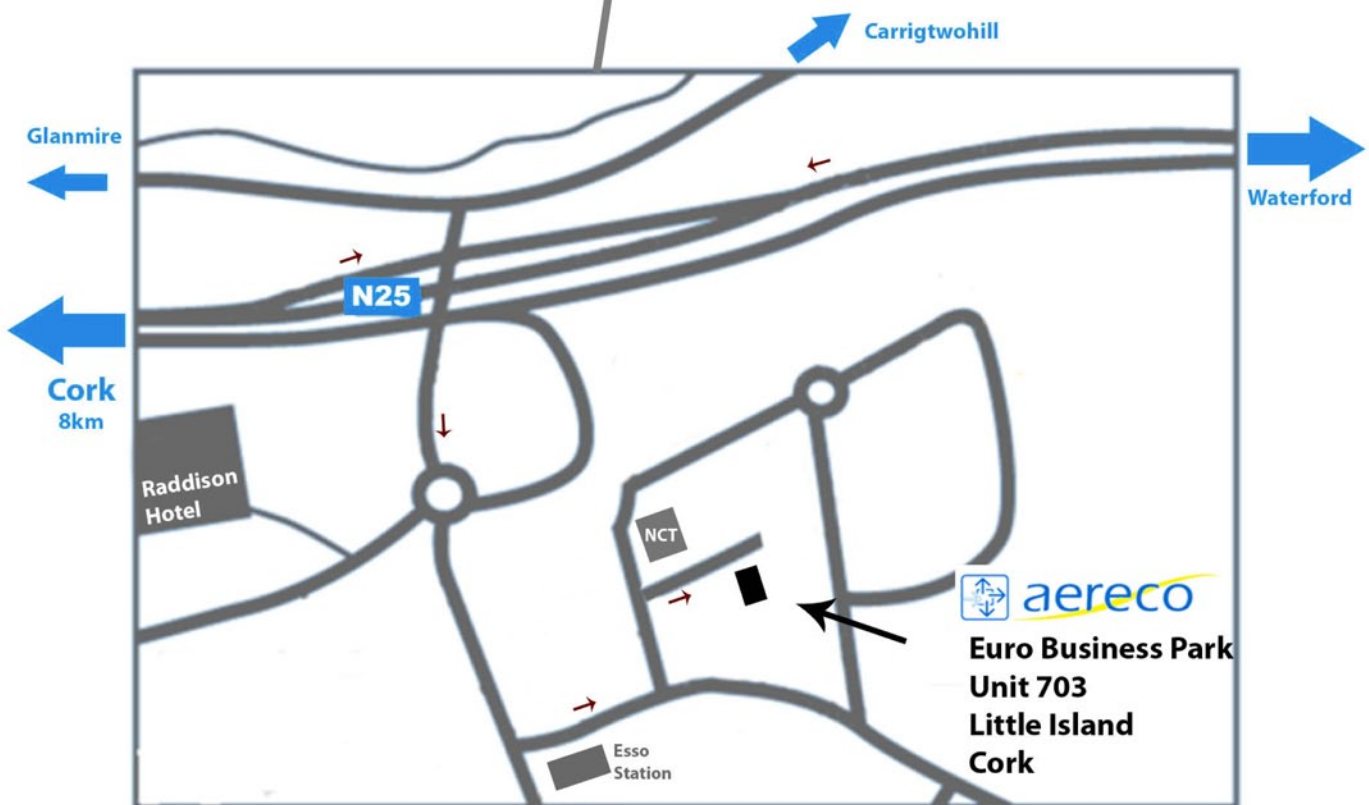 Carrigtwohill
Glanmire
Waterford
N25
Cork
8km
Raddison
Hotel
NCT
aereco
Euro Business Park
Unit 703
Little Island
Cork
Esso
Station